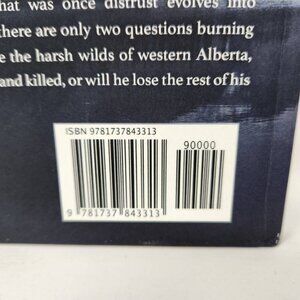 hat was once distrust evolves into
there are only two questions burning
e the harsh wilds of western Alberta,
and killed, or will he lose the rest of his
ISBN 9781737843313
90000
9 781737 843313